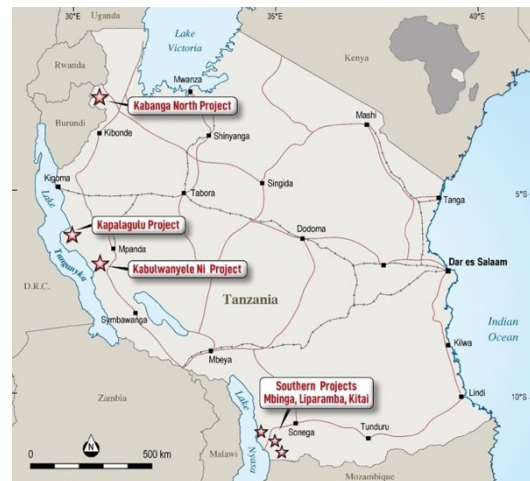 30°E
35°E
40°E
Uganda
Lake
Victoria
Kenya
Rwanda
Mwanza
Kabanga North Project
Mashi
Burundi
Kibonde
Shinyanga
Kigoma
Singida
5°S
Tabora
Tanga
Lake
Kapalagulu Project
Dodoma
Mpanda
Dar es Salaam
Tanganyka
Kabulwanyele Ni Project
D.R.C.
Tanzania
Symbawanga
Indian
Ocean
Kilwa
Mbeya
Zambia
Southern Projects
Mbinga, Liparamba, Kitai
Lindi
10°S
Lake
Sonega
Tunduru
N
Malawi
Nyasa
0
500 km
Mozambique